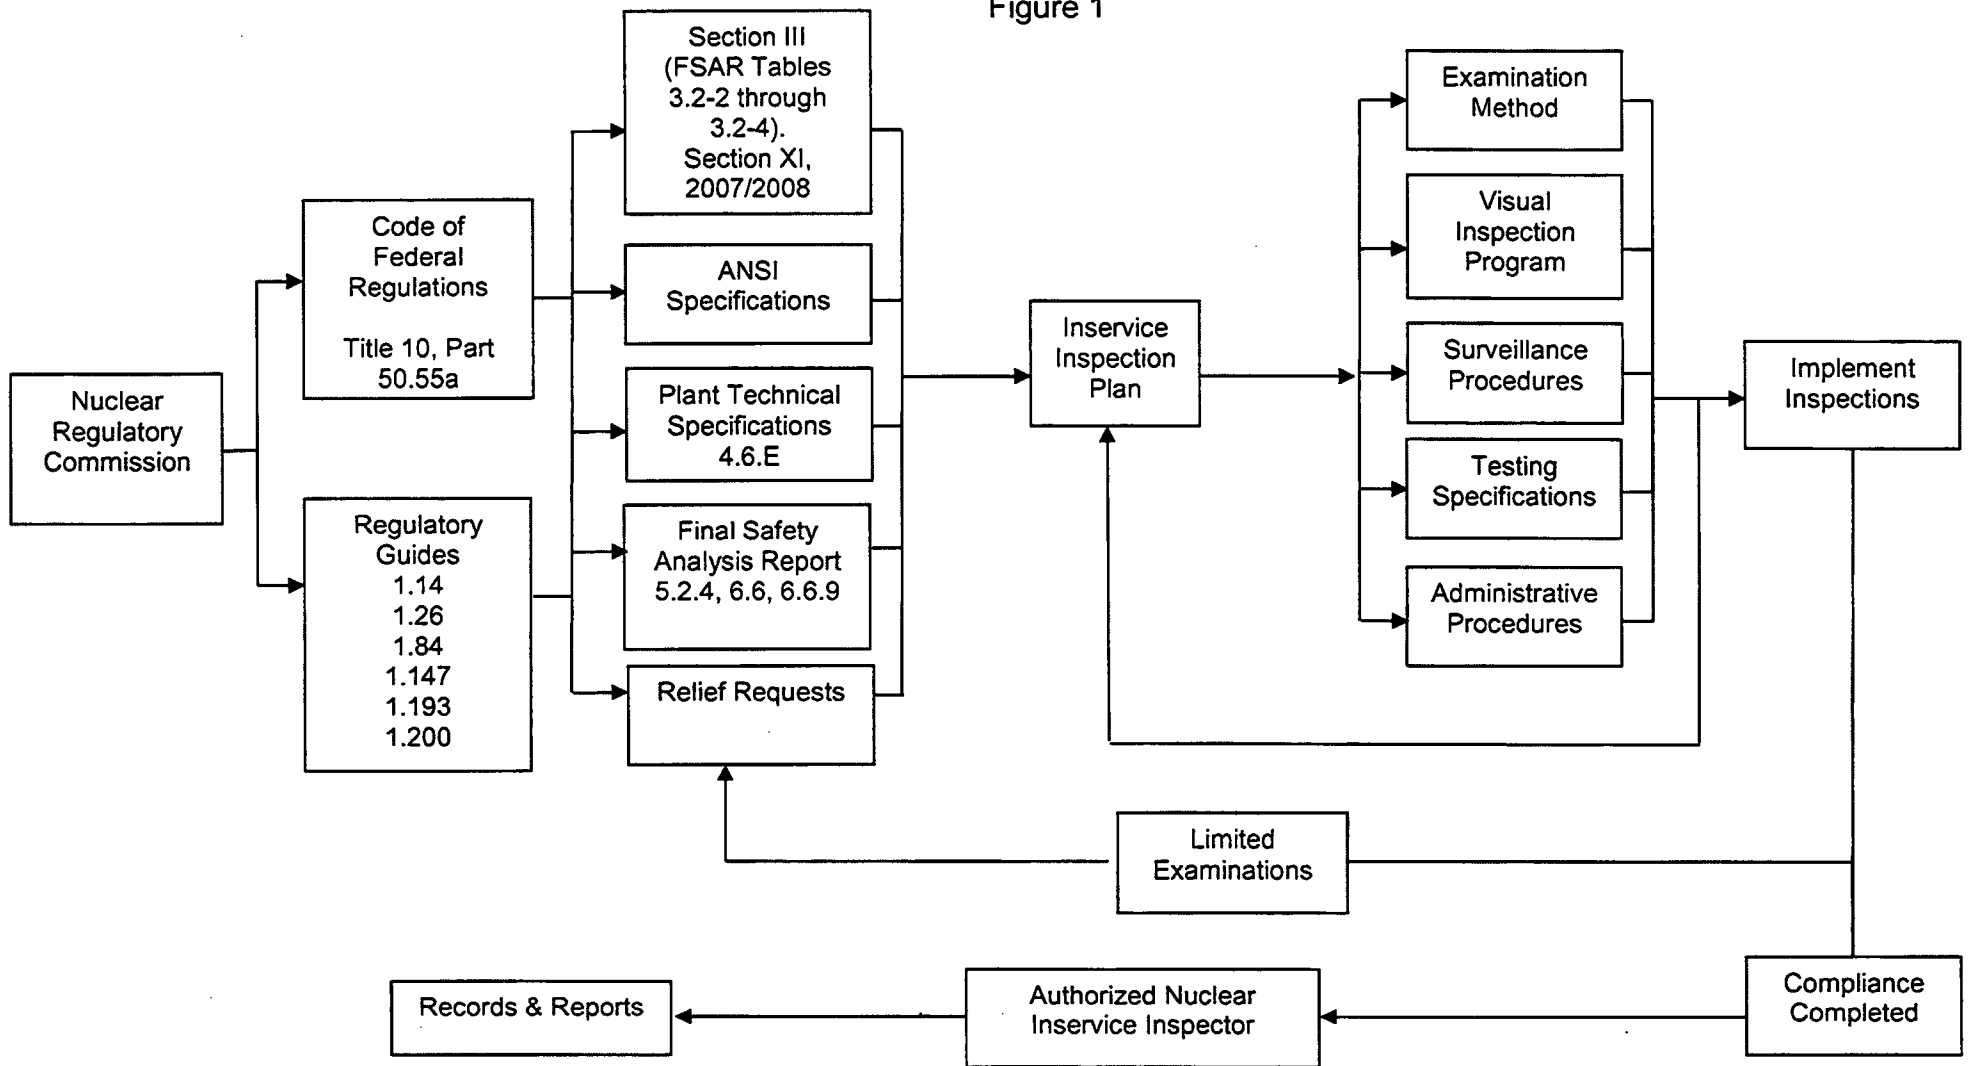 Figure 1
Nuclear
Regulatory
Commission
Code of
Federal
Regulations
Title 10, Part
50.55a
Regulatory
Guides
1.14
1.26
1.84
1.147
1.193
1.200
Section III
(FSAR Tables
3.2-2 through
3.2-4).
Section XI,
2007/2008
ANSI
Specifications
Plant Technical
Specifications
4.6.E
Final Safety
Analysis Report
5.2.4, 6.6, 6.6.9
Relief Requests
Inservice
Inspection
Plan
Examination
Method
Visual
Inspection
Program
Surveillance
Procedures
Testing
Specifications
Administrative
Procedures
Implement
Inspections
Limited
Examinations
Compliance
Completed
Authorized Nuclear
Inservice Inspector
Records & Reports